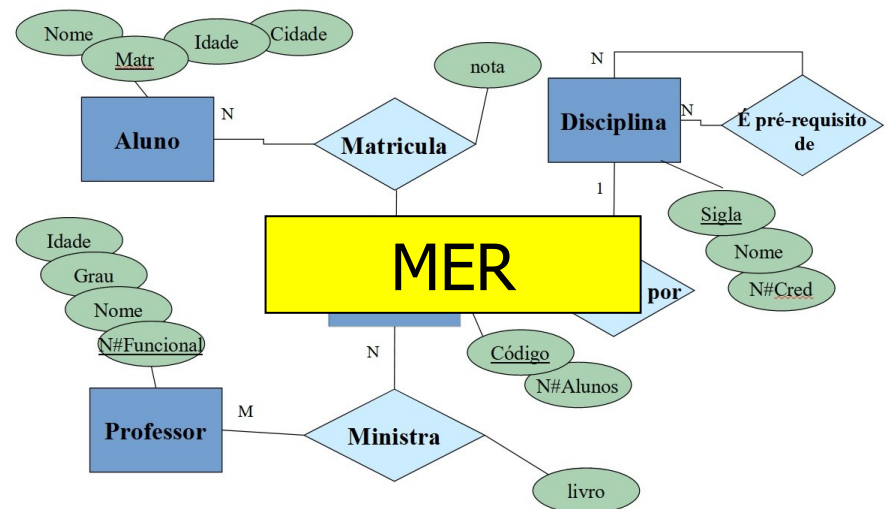 Nome
Matr
Idade
Cidade
nota
N
Aluno
N
Matricula
Disciplina
N
É pré-requisito
de
1
Sigla
Nome
N#Cred
Idade
Grau
Nome
N#Funcional
MER
por
Código
N#Alunos
N
Professor
M
Ministra
livro